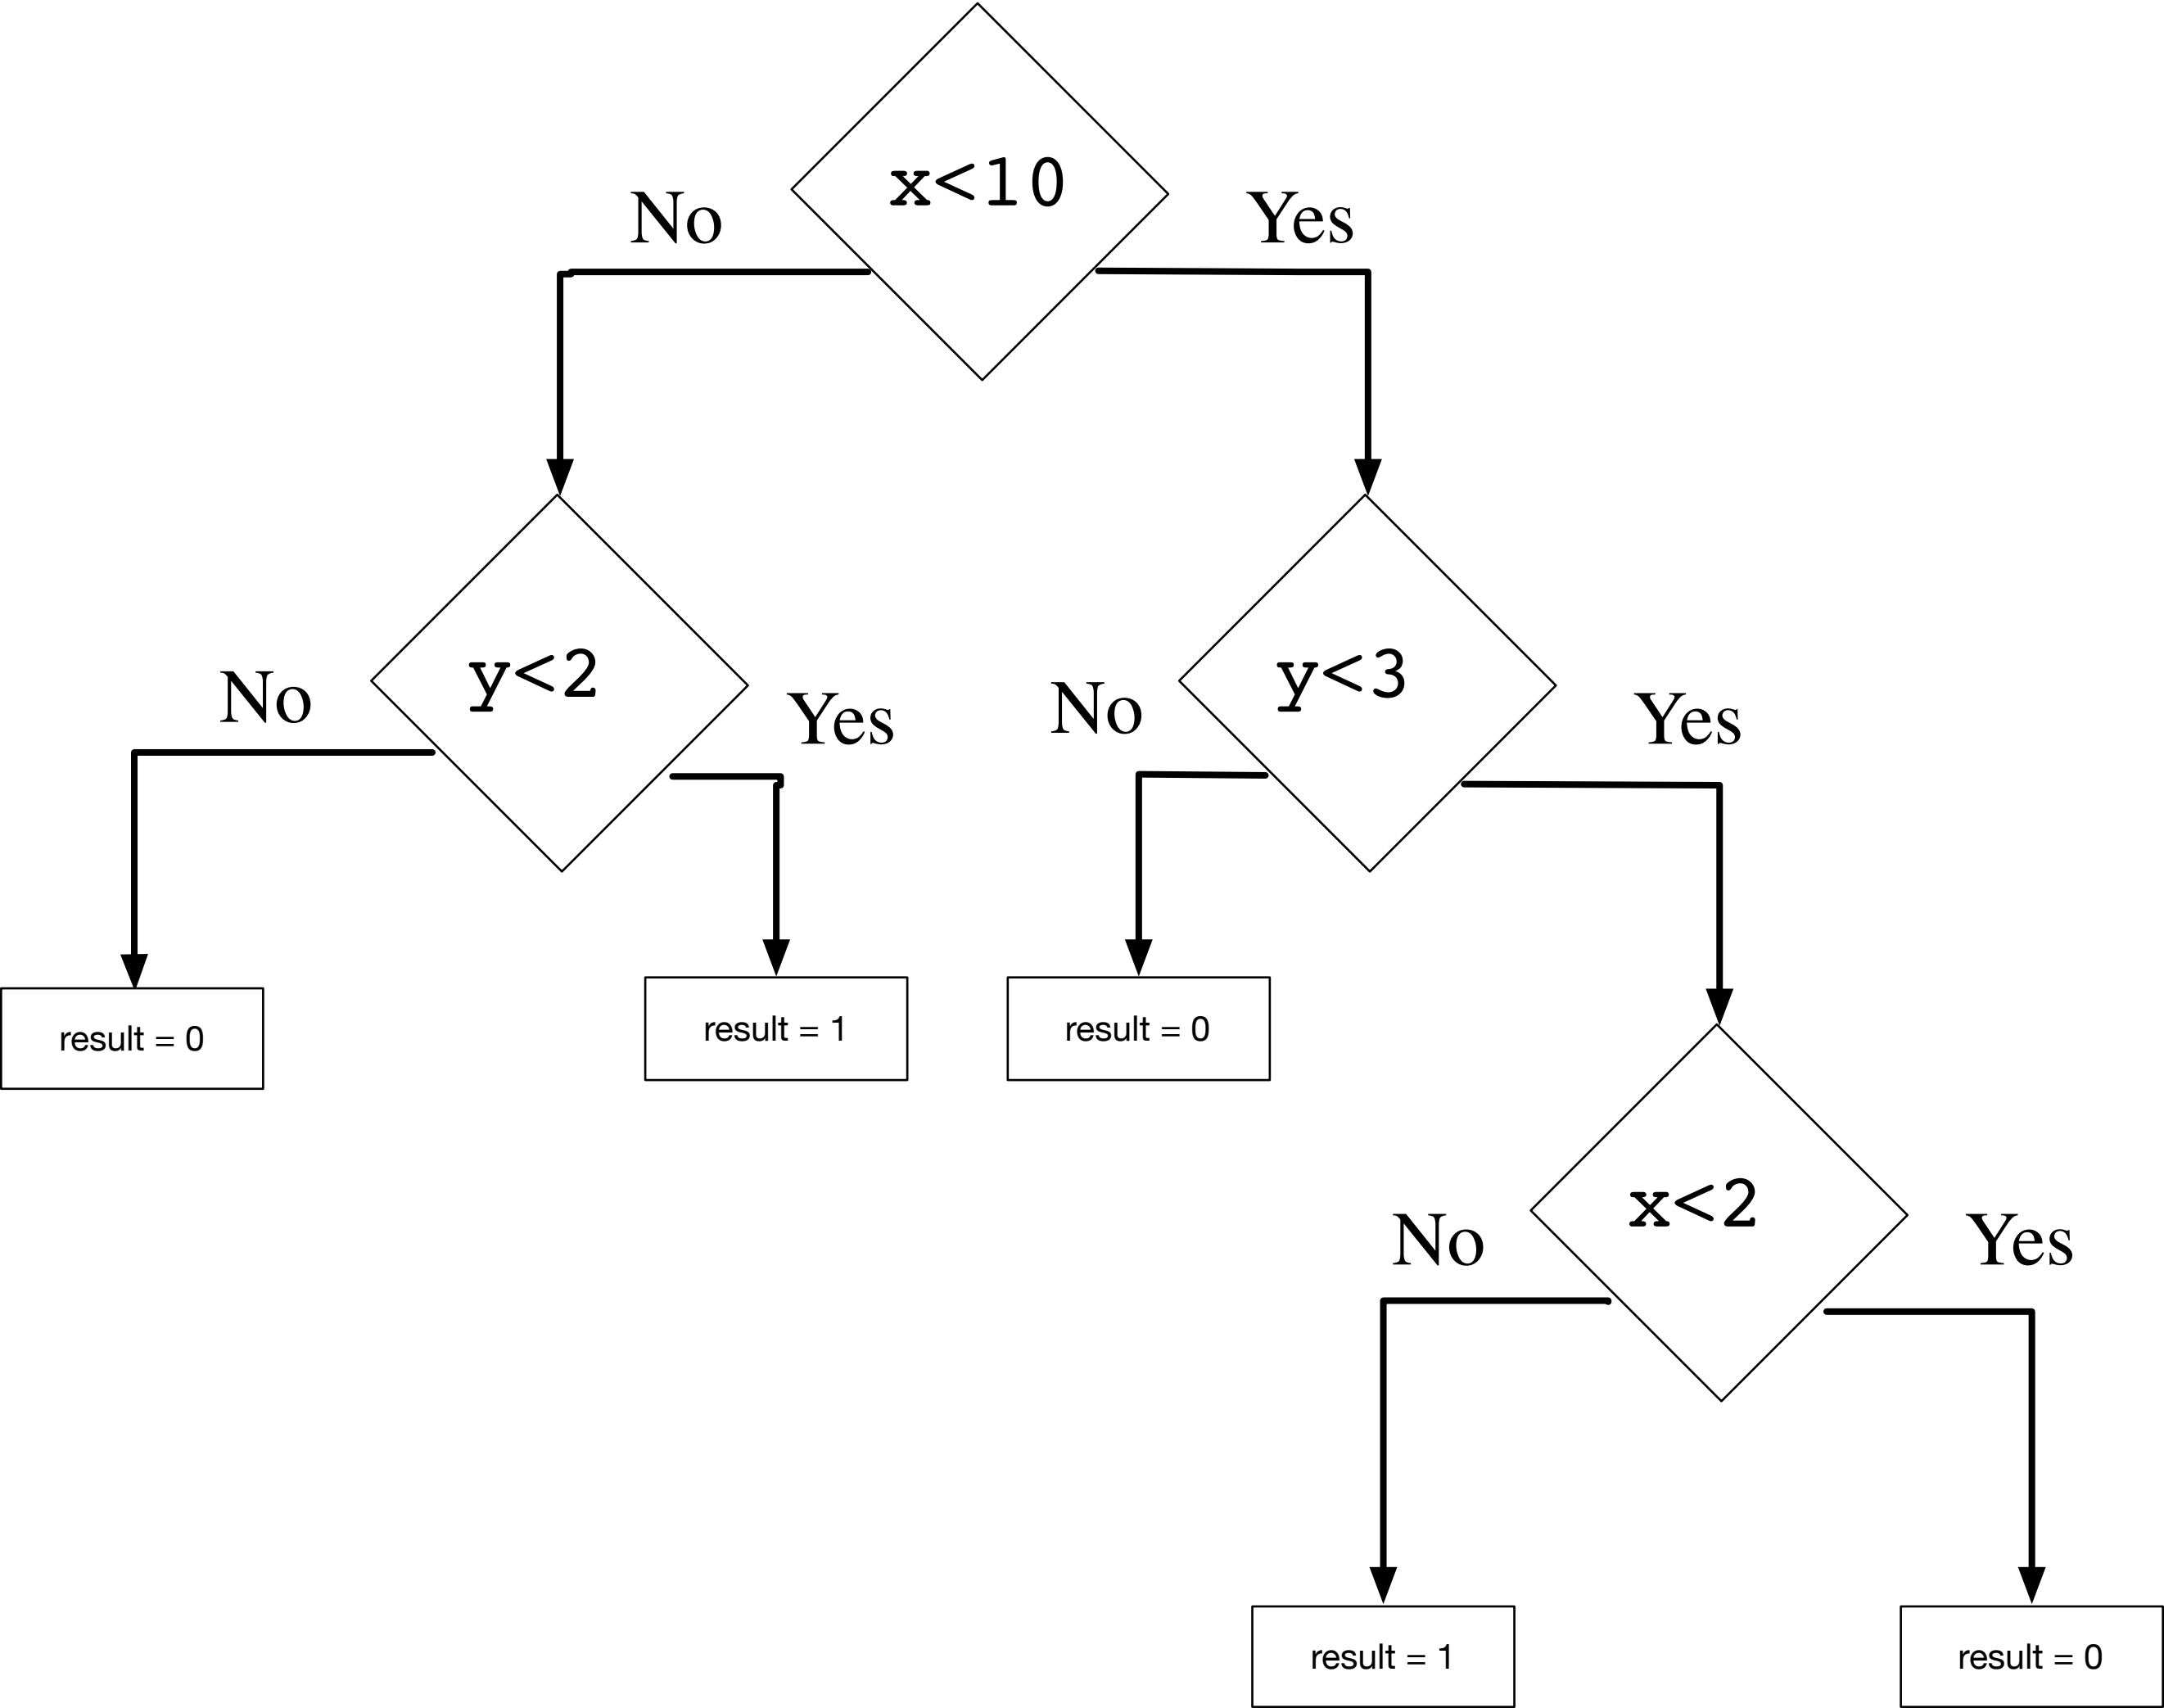 x<10
No
Yes
y<2
y<3
No
Yes
No
Yes
result = 0
result = 1
result = 0
x<2
No
Yes
result = 1
result = 0